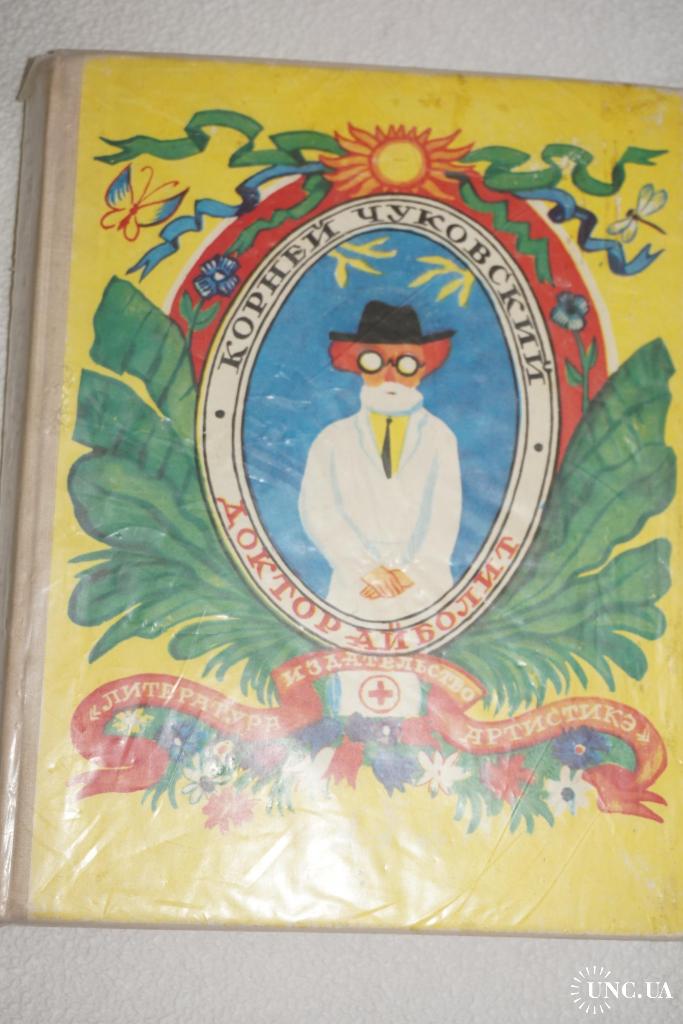 • КОРНЕЙ ЧУКОВСКИЙ •
ДОКТОР АЙБОЛИТ
ИЗДАТЕЛЬСТВО
«ЛИТЕРАТУРА АРТИСТИКЭ»
UNC.UA